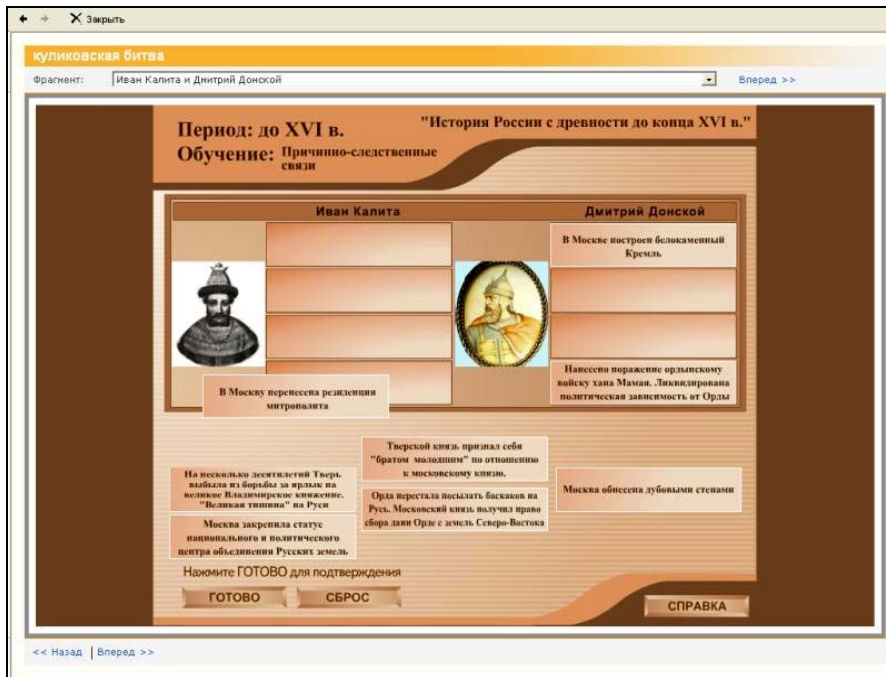 Закрыть
куликовская битва
Фрагмент: Иван Калита и Дмитрий Донской Вперед >>
Период: до XVI в.
"История России с древности до конца XVI в."
Обучение: Причинно-следственные
связи
Иван Калита
Дмитрий Донской
В Москве построен белокаменный
Кремль
Нанесено поражение ордынскому
войску хана Мамая. Ликвидирована
политическая зависимость от Орды
В Москву перенесена резиденция
митрополита
Тверской князь признал себя
"братом молодшим" по отношению
к московскому князю.
На несколько десятилетий Тверь
выбыла из борьбы за ярлык на
великое Владимирское княжение.
"Великая тишина" на Руси
Орда перестала посылать баскаков на
Русь. Московский князь получил право
сбора дани Орде с земель Северо-Востока
Москва обнесена дубовыми стенами
Москва закрепила статус
национального и политического
центра объединения Русских земель
Нажмите ГОТОВО для подтверждения
ГОТОВО
СБРОС
СПРАВКА
<< Назад | Вперед >>